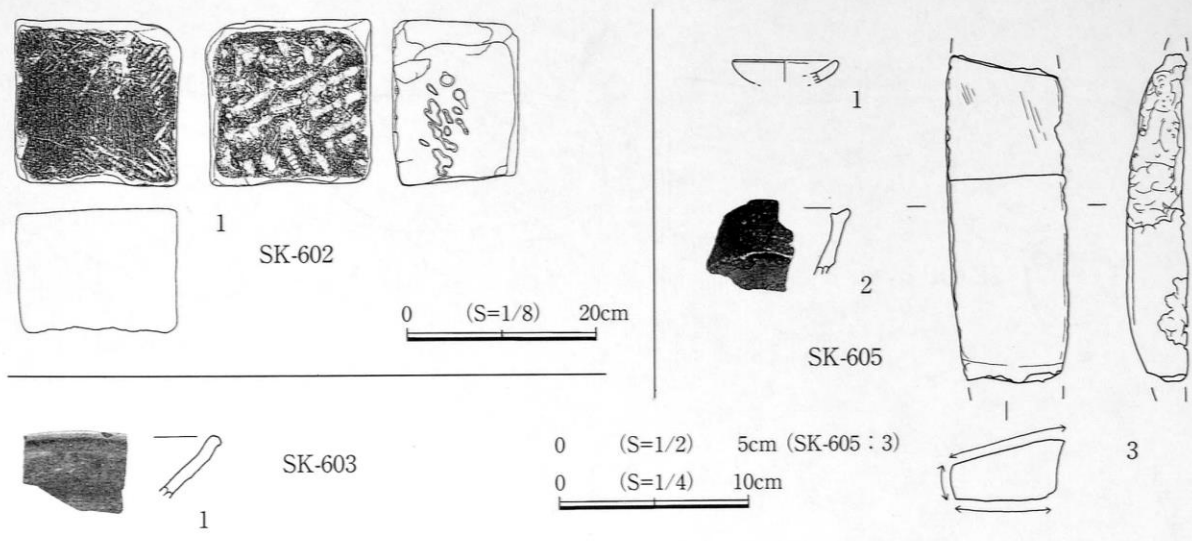 1
SK-602
0 (S=1/8) 20cm
1
2
SK-605
3
SK-603
1
0 (S=1/2) 5cm (SK-605：3)
0 (S=1/4) 10cm